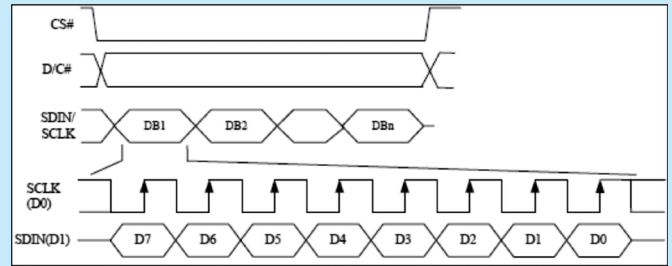 CS#
D/C#
SDIN/
SCLK
DB1 DB2 DBn
SCLK
(D0)
SDIN(D1) D7 D6 D5 D4 D3 D2 D1 D0